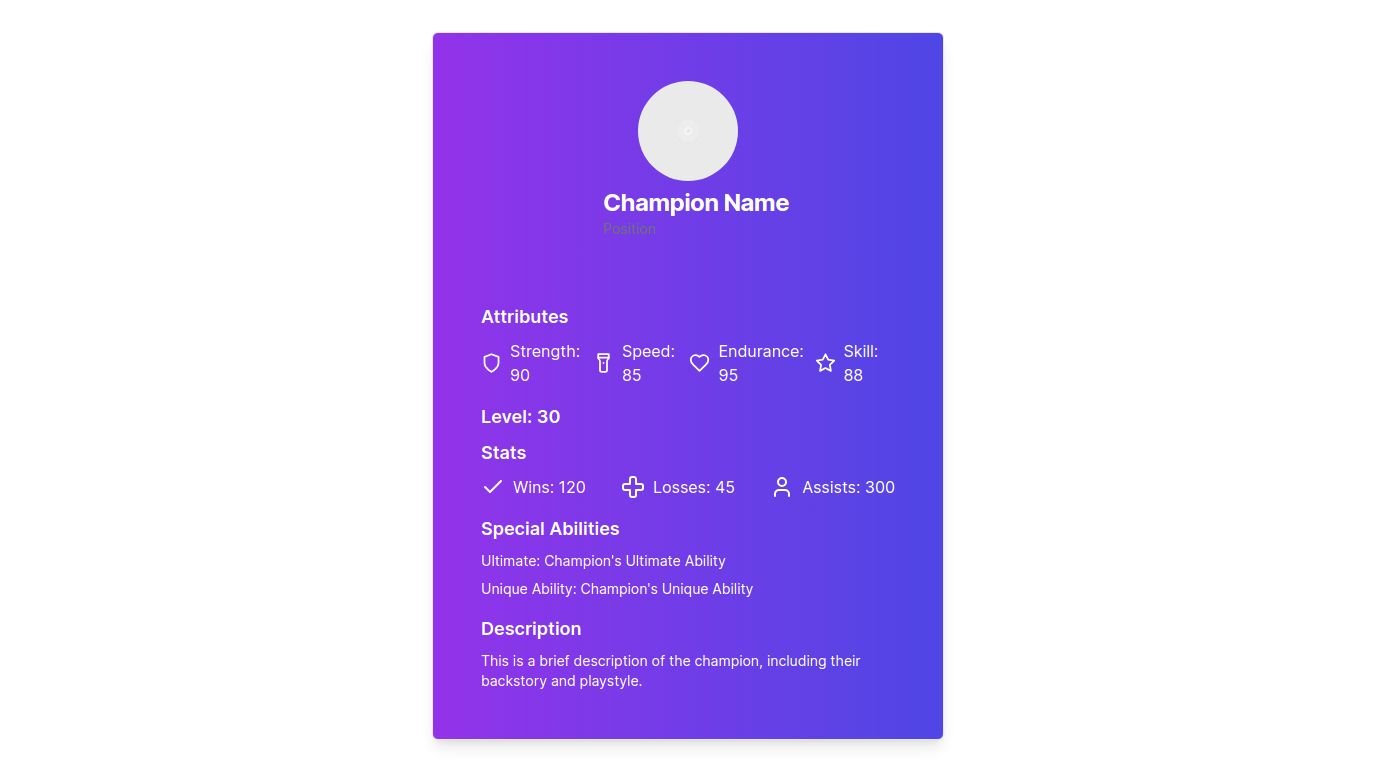 Champion Name
Position
Attributes
Strength: Speed: Endurance: Skill:
90 85 95 88
Level: 30
Stats
Wins: 120 Losses: 45 Assists: 300
Special Abilities
Ultimate: Champion's Ultimate Ability
Unique Ability: Champion's Unique Ability
Description
This is a brief description of the champion, including their
backstory and playstyle.